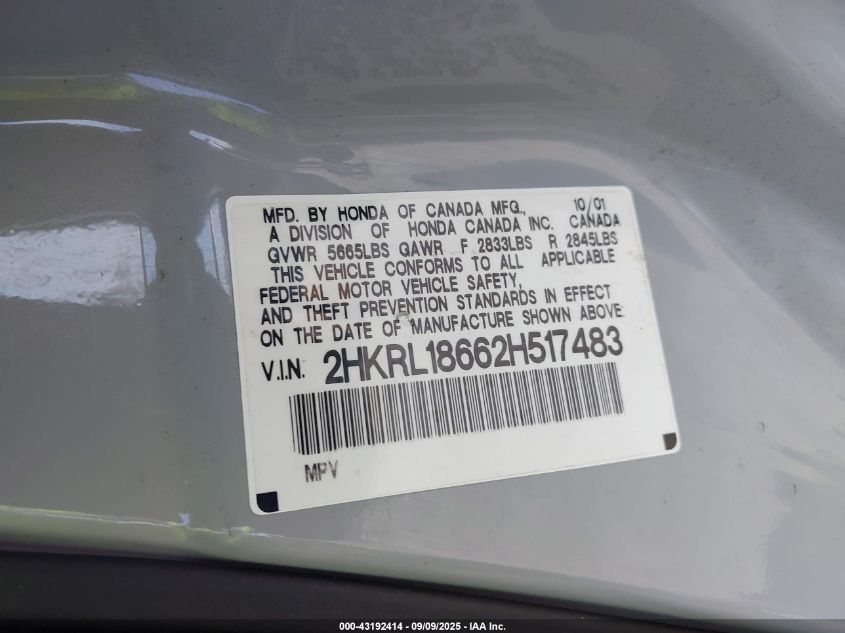 MFD. BY HONDA OF CANADA MFG., 10/01
A DIVISION OF HONDA CANADA INC. CANADA
GVWR 5665LBS GAWR F 2833LBS R 2845LBS
THIS VEHICLE CONFORMS TO ALL APPLICABLE
FEDERAL MOTOR VEHICLE SAFETY,
AND THEFT PREVENTION STANDARDS IN EFFECT
ON THE DATE OF MANUFACTURE SHOWN ABOVE.
V.I.N. 2HKRL18662H517483
MPV
000-43192414 - 09/09/2025 - IAA Inc.